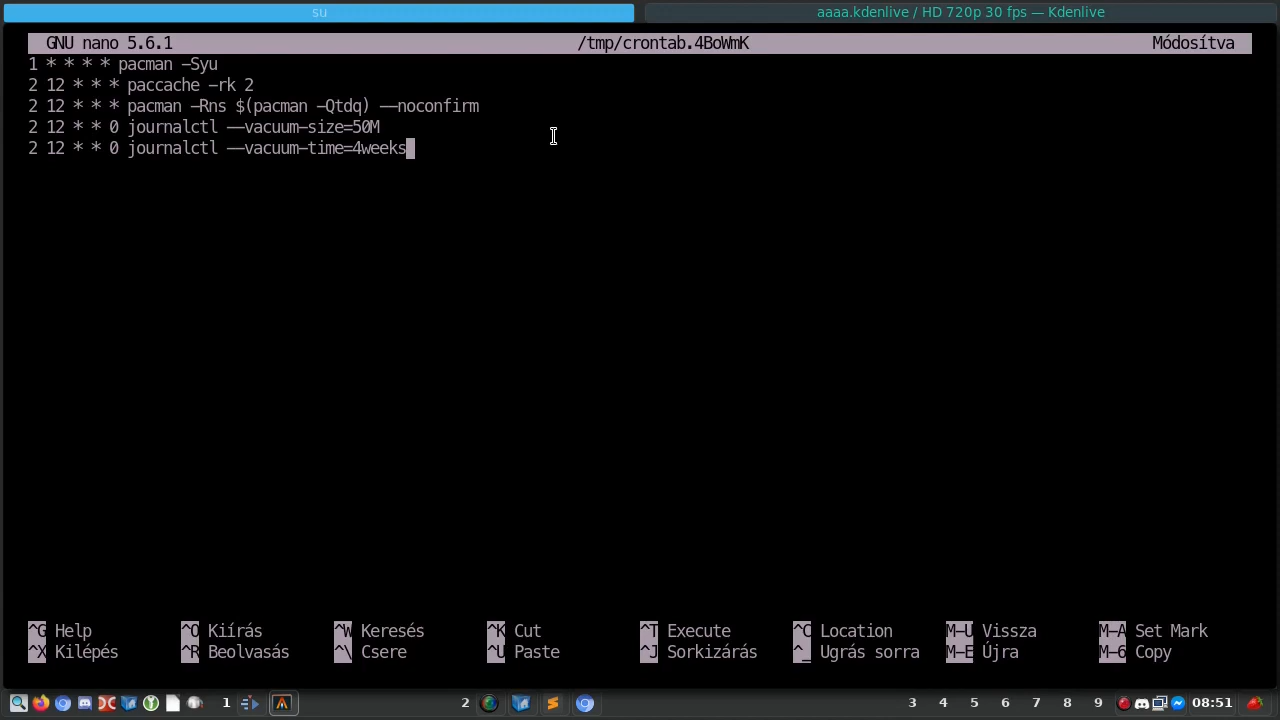 su
aaaa.kdenlive / HD 720p 30 fps — Kdenlive
GNU nano 5.6.1 /tmp/crontab.4BoWmK Módosítva
1 * * * * pacman -Syu
2 12 * * * paccache -rk 2
2 12 * * * pacman -Rns $(pacman -Qtdq) --noconfirm
2 12 * * 0 journalctl --vacuum-size=50M
2 12 * * 0 journalctl --vacuum-time=4weeks
^G Help ^O Kiírás ^W Keresés ^K Cut ^T Execute ^C Location M-U Vissza M-A Set Mark
^X Kilépés ^R Beolvasás ^\ Csere ^U Paste ^J Sorkizárás ^_ Ugrás sorra M-E Újra M-6 Copy
1 2 3 4 5 6 7 8 9 08:51